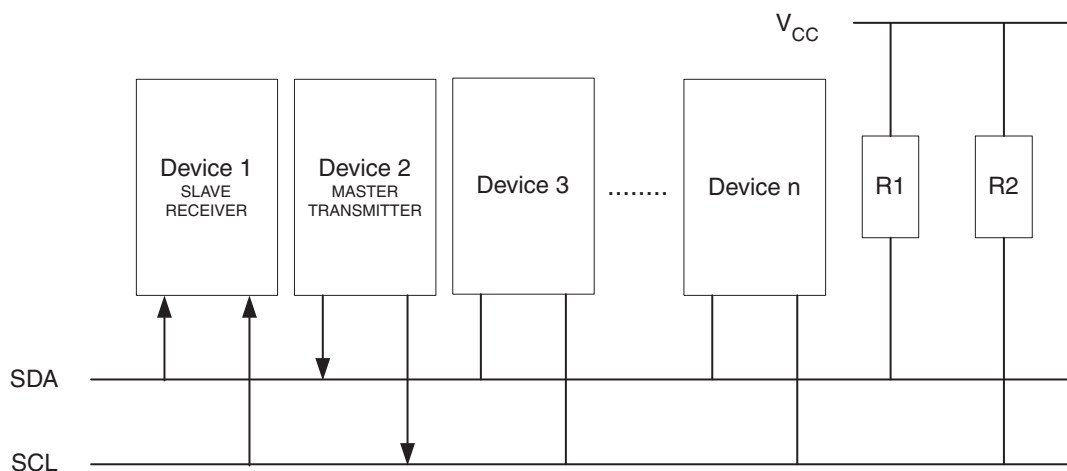 VCC
Device 1
SLAVE
RECEIVER
Device 2
MASTER
TRANSMITTER
Device 3
........
Device n
R1
R2
SDA
SCL